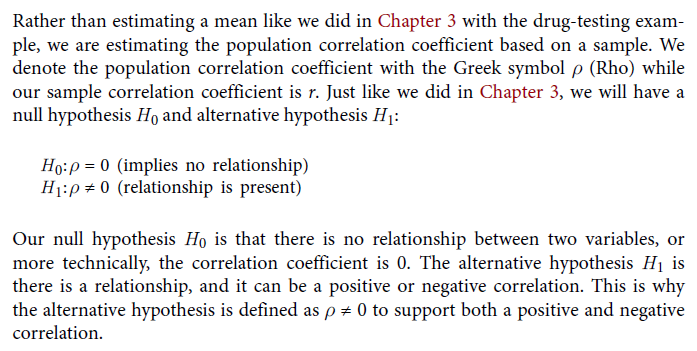 Rather than estimating a mean like we did in Chapter 3 with the drug-testing exam-
ple, we are estimating the population correlation coefficient based on a sample. We
denote the population correlation coefficient with the Greek symbol ρ (Rho) while
our sample correlation coefficient is r. Just like we did in Chapter 3, we will have a
null hypothesis H₀ and alternative hypothesis H₁:
H₀:ρ = 0 (implies no relationship)
H₁:ρ ≠ 0 (relationship is present)
Our null hypothesis H₀ is that there is no relationship between two variables, or
more technically, the correlation coefficient is 0. The alternative hypothesis H₁ is
there is a relationship, and it can be a positive or negative correlation. This is why
the alternative hypothesis is defined as ρ ≠ 0 to support both a positive and negative
correlation.